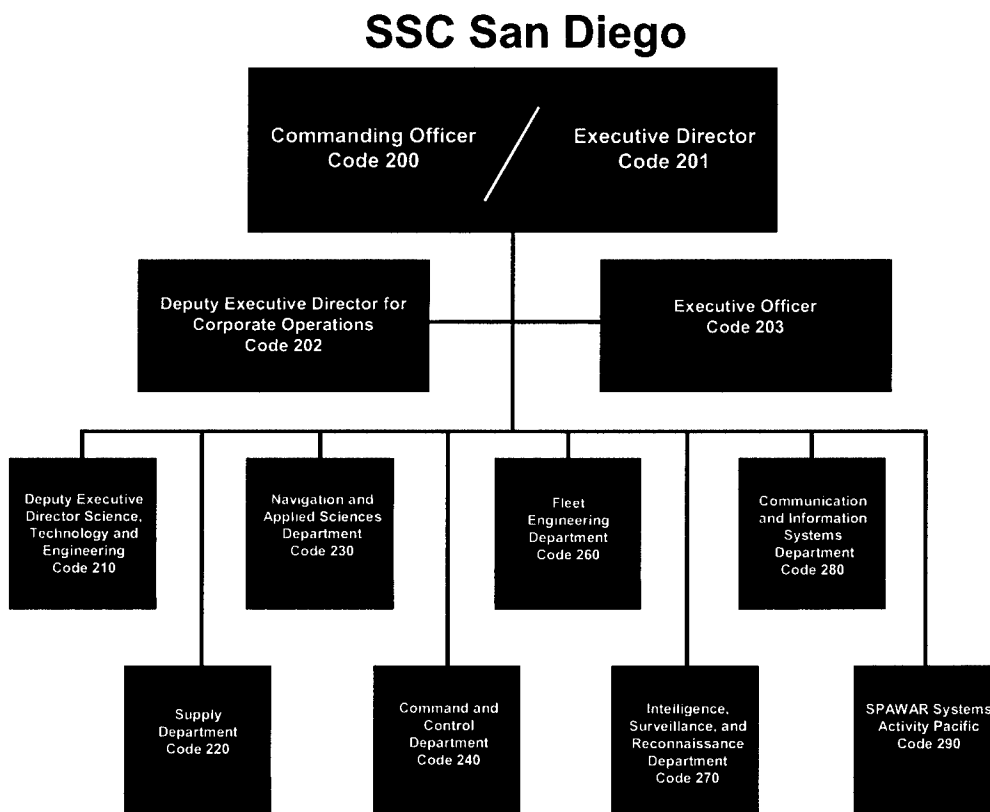 SSC San Diego
Commanding Officer
Code 200
Executive Director
Code 201
Deputy Executive Director for
Corporate Operations
Code 202
Executive Officer
Code 203
Deputy Executive
Director Science,
Technology and
Engineering
Code 210
Navigation and
Applied Sciences
Department
Code 230
Fleet
Engineering
Department
Code 260
Communication
and Information
Systems
Department
Code 280
Supply
Department
Code 220
Command and
Control
Department
Code 240
Intelligence,
Surveillance, and
Reconnaissance
Department
Code 270
SPAWAR Systems
Activity Pacific
Code 290